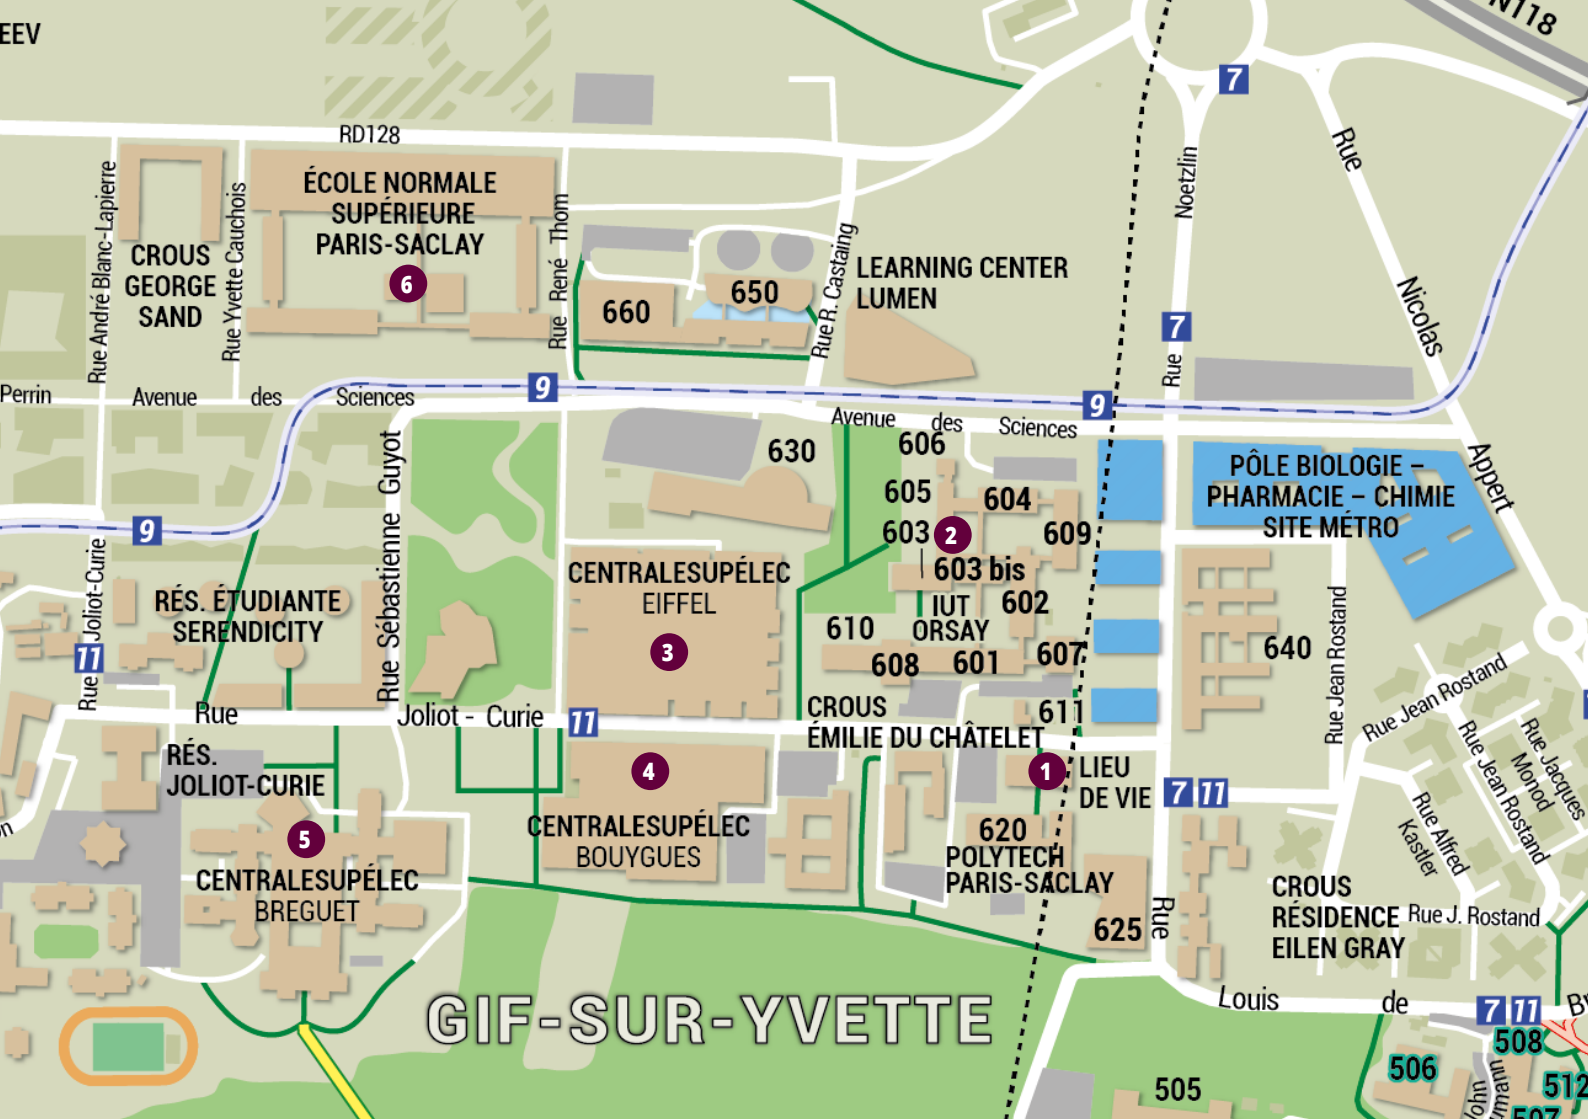 EEV
N118
7
RD128
ÉCOLE NORMALE
SUPÉRIEURE
PARIS-SACLAY
6
Rue André Blanc-Lapierre
Rue Yvette Cauchois
CROUS
GEORGE
SAND
Rue René Thom
660
650
Rue R. Castaing
LEARNING CENTER
LUMEN
Rue Noetzlin
7
Rue Nicolas Appert
Perrin Avenue des Sciences
9
9
Avenue des Sciences
630
606
605
604
603
2
609
603 bis
602
IUT
ORSAY
610
608
601
607
611
PÔLE BIOLOGIE –
PHARMACIE – CHIMIE
SITE MÉTRO
640
Rue Jean Rostand
Rue Jean Rostand
Rue Jean Rostand
Rue Jacques
Monod
Rue Alfred
Kastler
Rue J. Rostand
9
Rue Joliot-Curie
11
RÉS. ÉTUDIANTE
SERENDICITY
Rue Sébastienne Guyot
CENTRALESUPÉLEC
EIFFEL
3
Rue Joliot - Curie
11
CROUS
ÉMILIE DU CHÂTELET
1
LIEU
DE VIE
7 11
RÉS.
JOLIOT-CURIE
5
CENTRALESUPÉLEC
BREGUET
4
CENTRALESUPÉLEC
BOUYGUES
620
POLYTECH
PARIS-SACLAY
625
Rue
CROUS
RÉSIDENCE
EILEN GRAY
GIF-SUR-YVETTE
Louis de
7 11
508
506
512
507
505